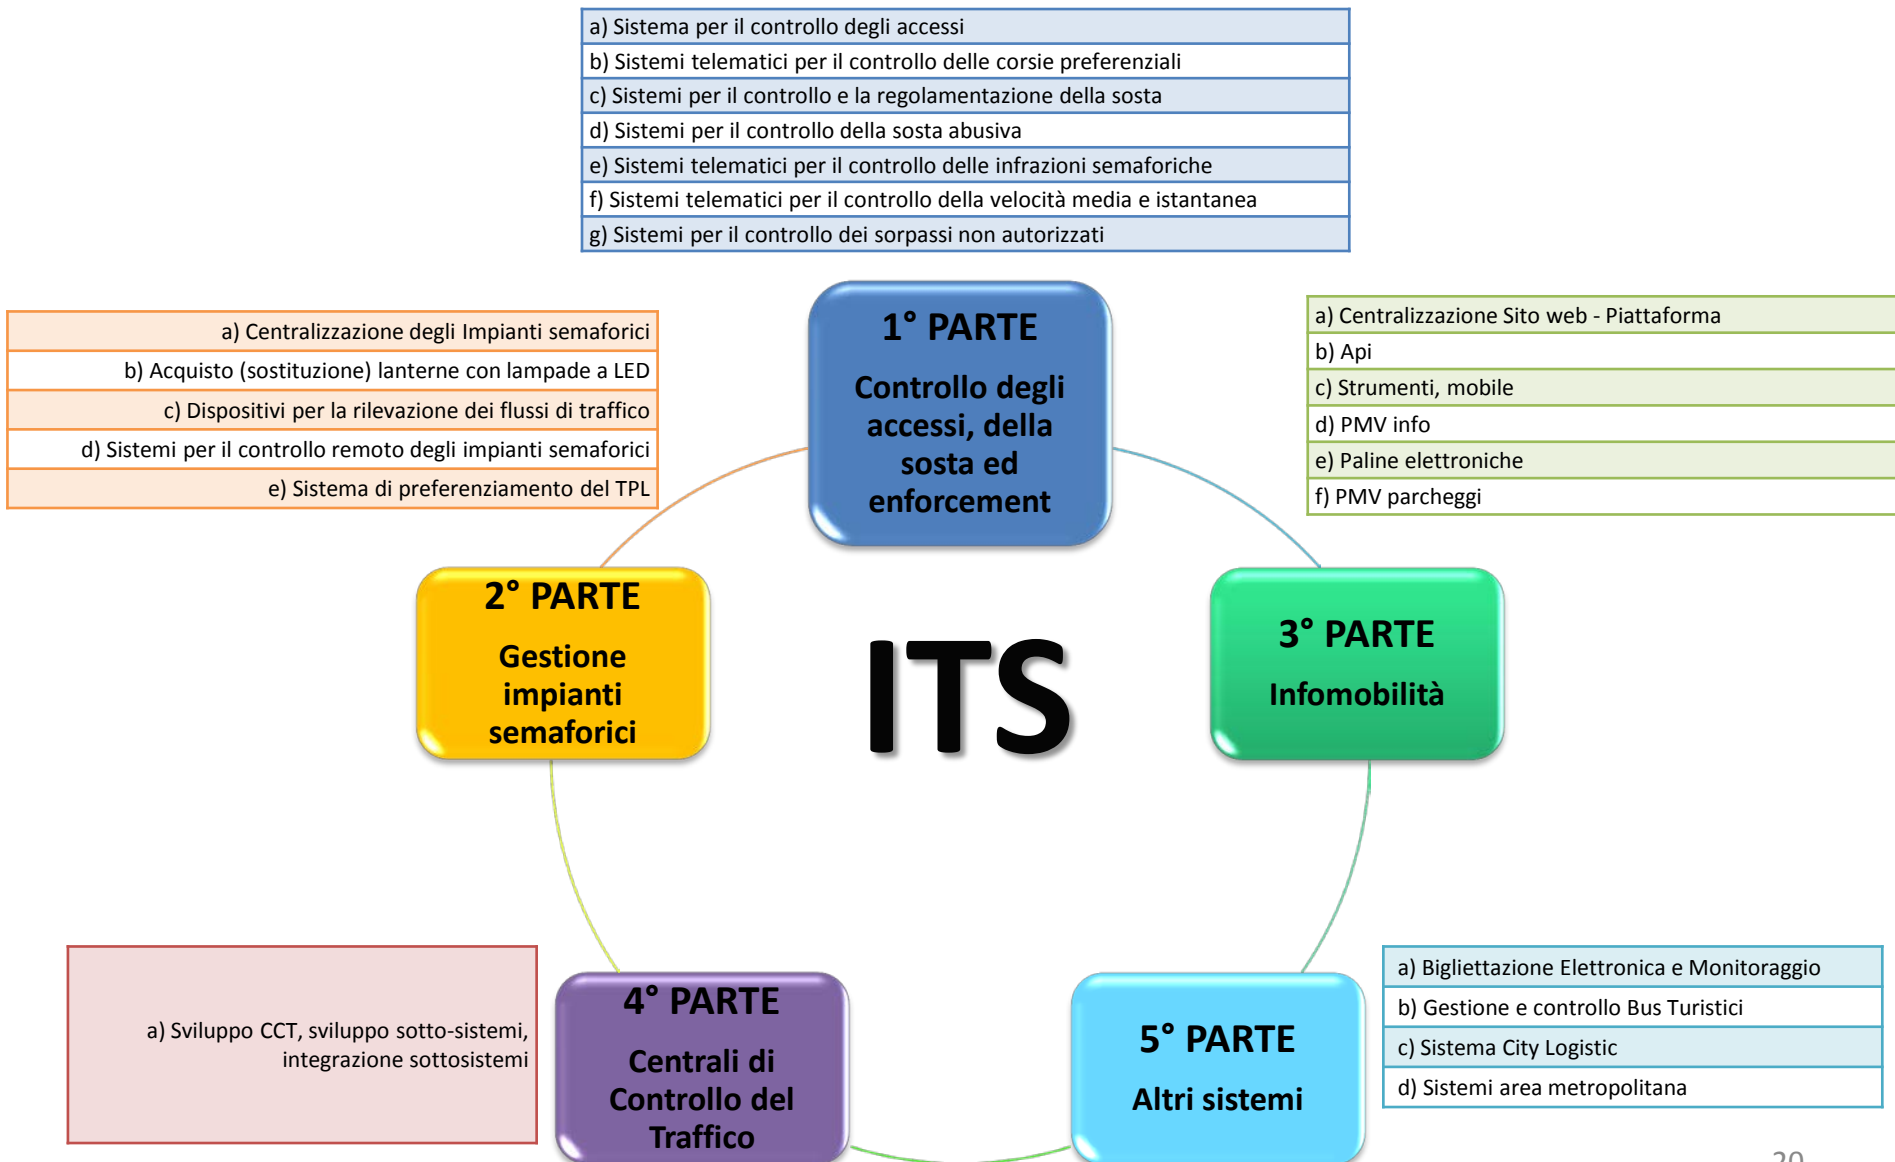 a) Sistema per il controllo degli accessi
b) Sistemi telematici per il controllo delle corsie preferenziali
c) Sistemi per il controllo e la regolamentazione della sosta
d) Sistemi per il controllo della sosta abusiva
e) Sistemi telematici per il controllo delle infrazioni semaforiche
f) Sistemi telematici per il controllo della velocità media e istantanea
g) Sistemi per il controllo dei sorpassi non autorizzati
1° PARTE
Controllo degli
accessi, della
sosta ed
enforcement
a) Centralizzazione degli Impianti semaforici
b) Acquisto (sostituzione) lanterne con lampade a LED
c) Dispositivi per la rilevazione dei flussi di traffico
d) Sistemi per il controllo remoto degli impianti semaforici
e) Sistema di preferenziamento del TPL
a) Centralizzazione Sito web - Piattaforma
b) Api
c) Strumenti, mobile
d) PMV info
e) Paline elettroniche
f) PMV parcheggi
2° PARTE
Gestione
impianti
semaforici
ITS
3° PARTE
Infomobilità
a) Sviluppo CCT, sviluppo sotto-sistemi,
integrazione sottosistemi
4° PARTE
Centrali di
Controllo del
Traffico
5° PARTE
Altri sistemi
a) Bigliettazione Elettronica e Monitoraggio
b) Gestione e controllo Bus Turistici
c) Sistema City Logistic
d) Sistemi area metropolitana
20